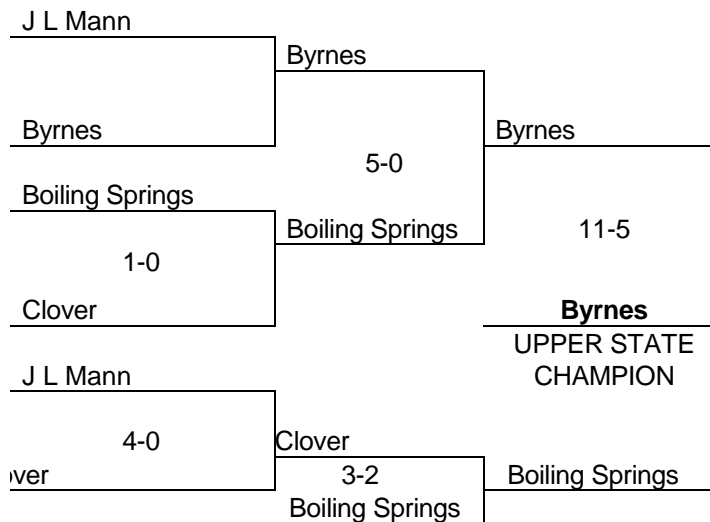 J L Mann
Byrnes
Byrnes
Byrnes
5-0
Boiling Springs
Boiling Springs
11-5
1-0
Clover
Byrnes
UPPER STATE
CHAMPION
J L Mann
4-0
Clover
over
3-2
Boiling Springs
Boiling Springs